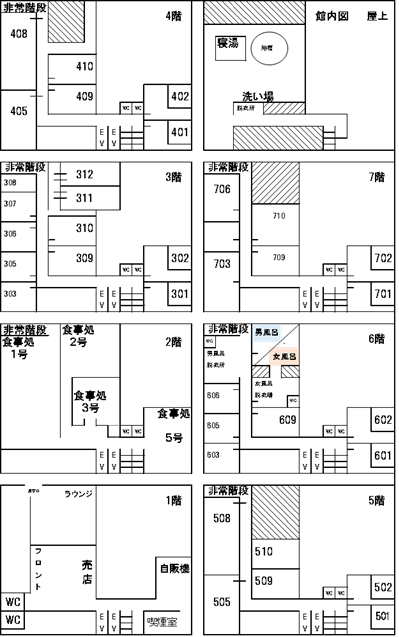 非常階段
4階
408
410
409
WC WC
402
405
E
V
E
V
401
館内図 屋上
寝湯
洗い場
脱衣所
非常階段
3階
308
312
307
311
306
310
305
309
WC WC
302
303
E
V
E
V
301
非常階段
7階
706
710
703
709
WC WC
702
E
V
E
V
701
非常階段
2階
食事処
1号
食事処
2号
食事処
3号
WC WC
食事処
5号
E
V
E
V
非常階段
6階
男風呂
WC
女風呂
男風呂
脱衣所
女風呂
脱衣所
WC
606
605
609
WC WC
602
603
E
V
E
V
601
1階
ラウンジ
フロント
売店
自販機
WC
WC
E
V
E
V
喫煙室
非常階段
5階
508
510
509
WC WC
502
505
E
V
E
V
501